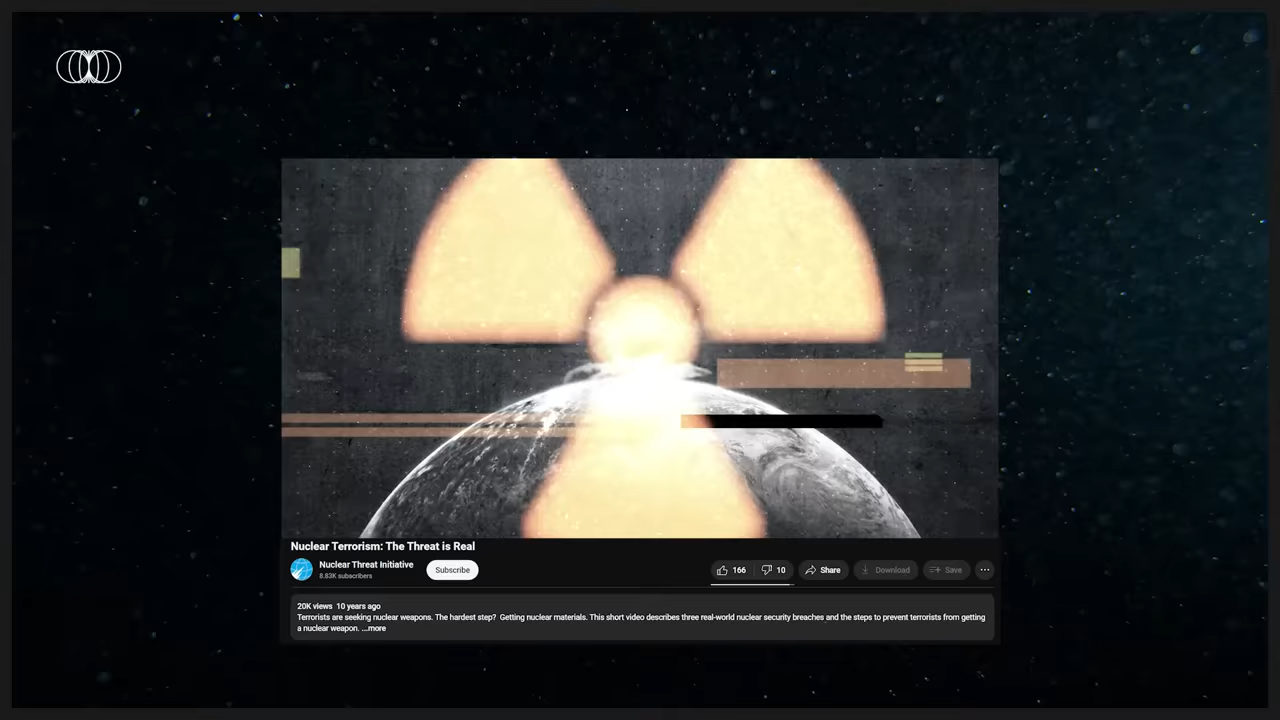 Nuclear Terrorism: The Threat is Real
Nuclear Threat Initiative
8.83K subscribers
Subscribe
166
10
Share
Download
Save
20K views 10 years ago
Terrorists are seeking nuclear weapons. The hardest step? Getting nuclear materials. This short video describes three real-world nuclear security breaches and the steps to prevent terrorists from getting
a nuclear weapon. ...more